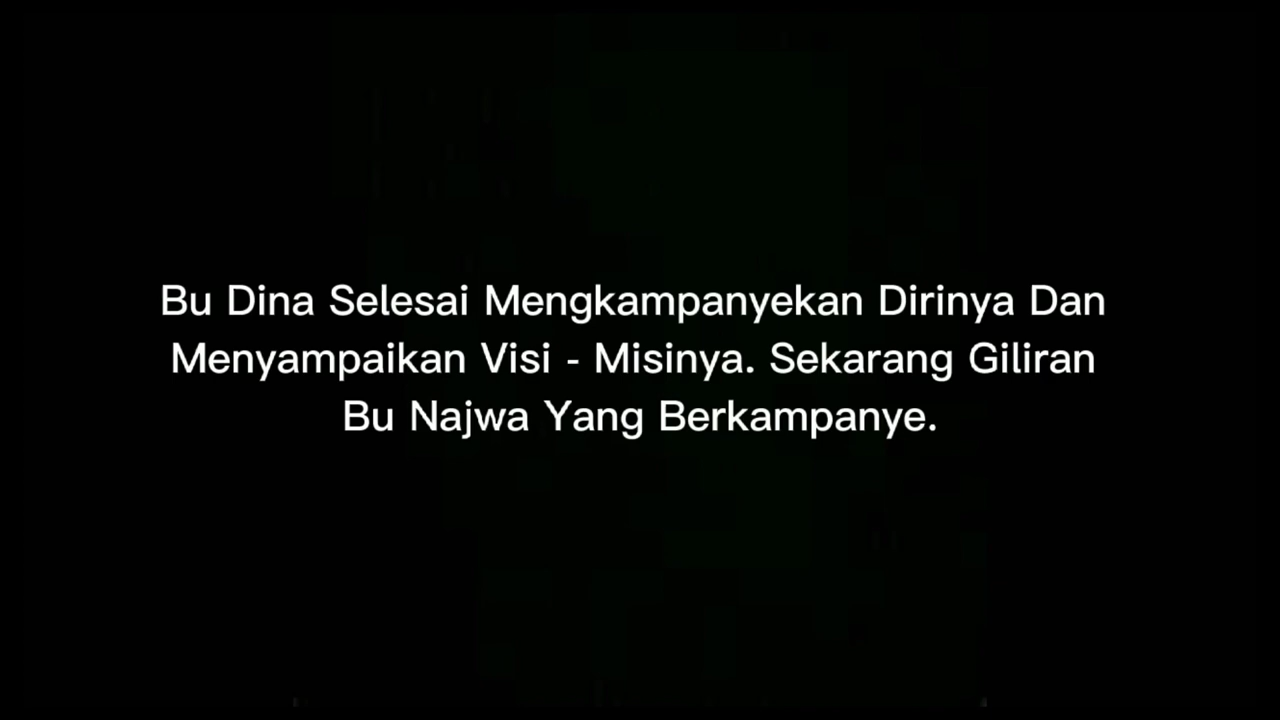 Bu Dina Selesai Mengkampanyekan Dirinya Dan
Menyampaikan Visi - Misinya. Sekarang Giliran
Bu Najwa Yang Berkampanye.